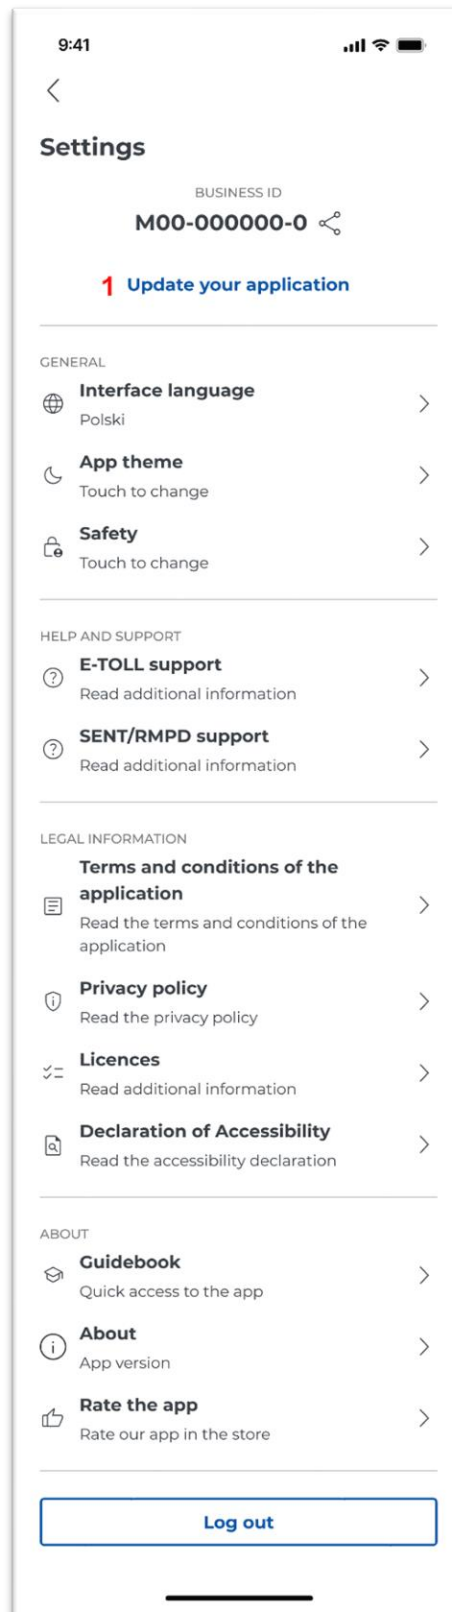 9:41
Settings
BUSINESS ID
M00-000000-0
1 Update your application
GENERAL
Interface language
Polski
App theme
Touch to change
Safety
Touch to change
HELP AND SUPPORT
E-TOLL support
Read additional information
SENT/RMPD support
Read additional information
LEGAL INFORMATION
Terms and conditions of the
application
Read the terms and conditions of the
application
Privacy policy
Read the privacy policy
Licences
Read additional information
Declaration of Accessibility
Read the accessibility declaration
ABOUT
Guidebook
Quick access to the app
About
App version
Rate the app
Rate our app in the store
Log out